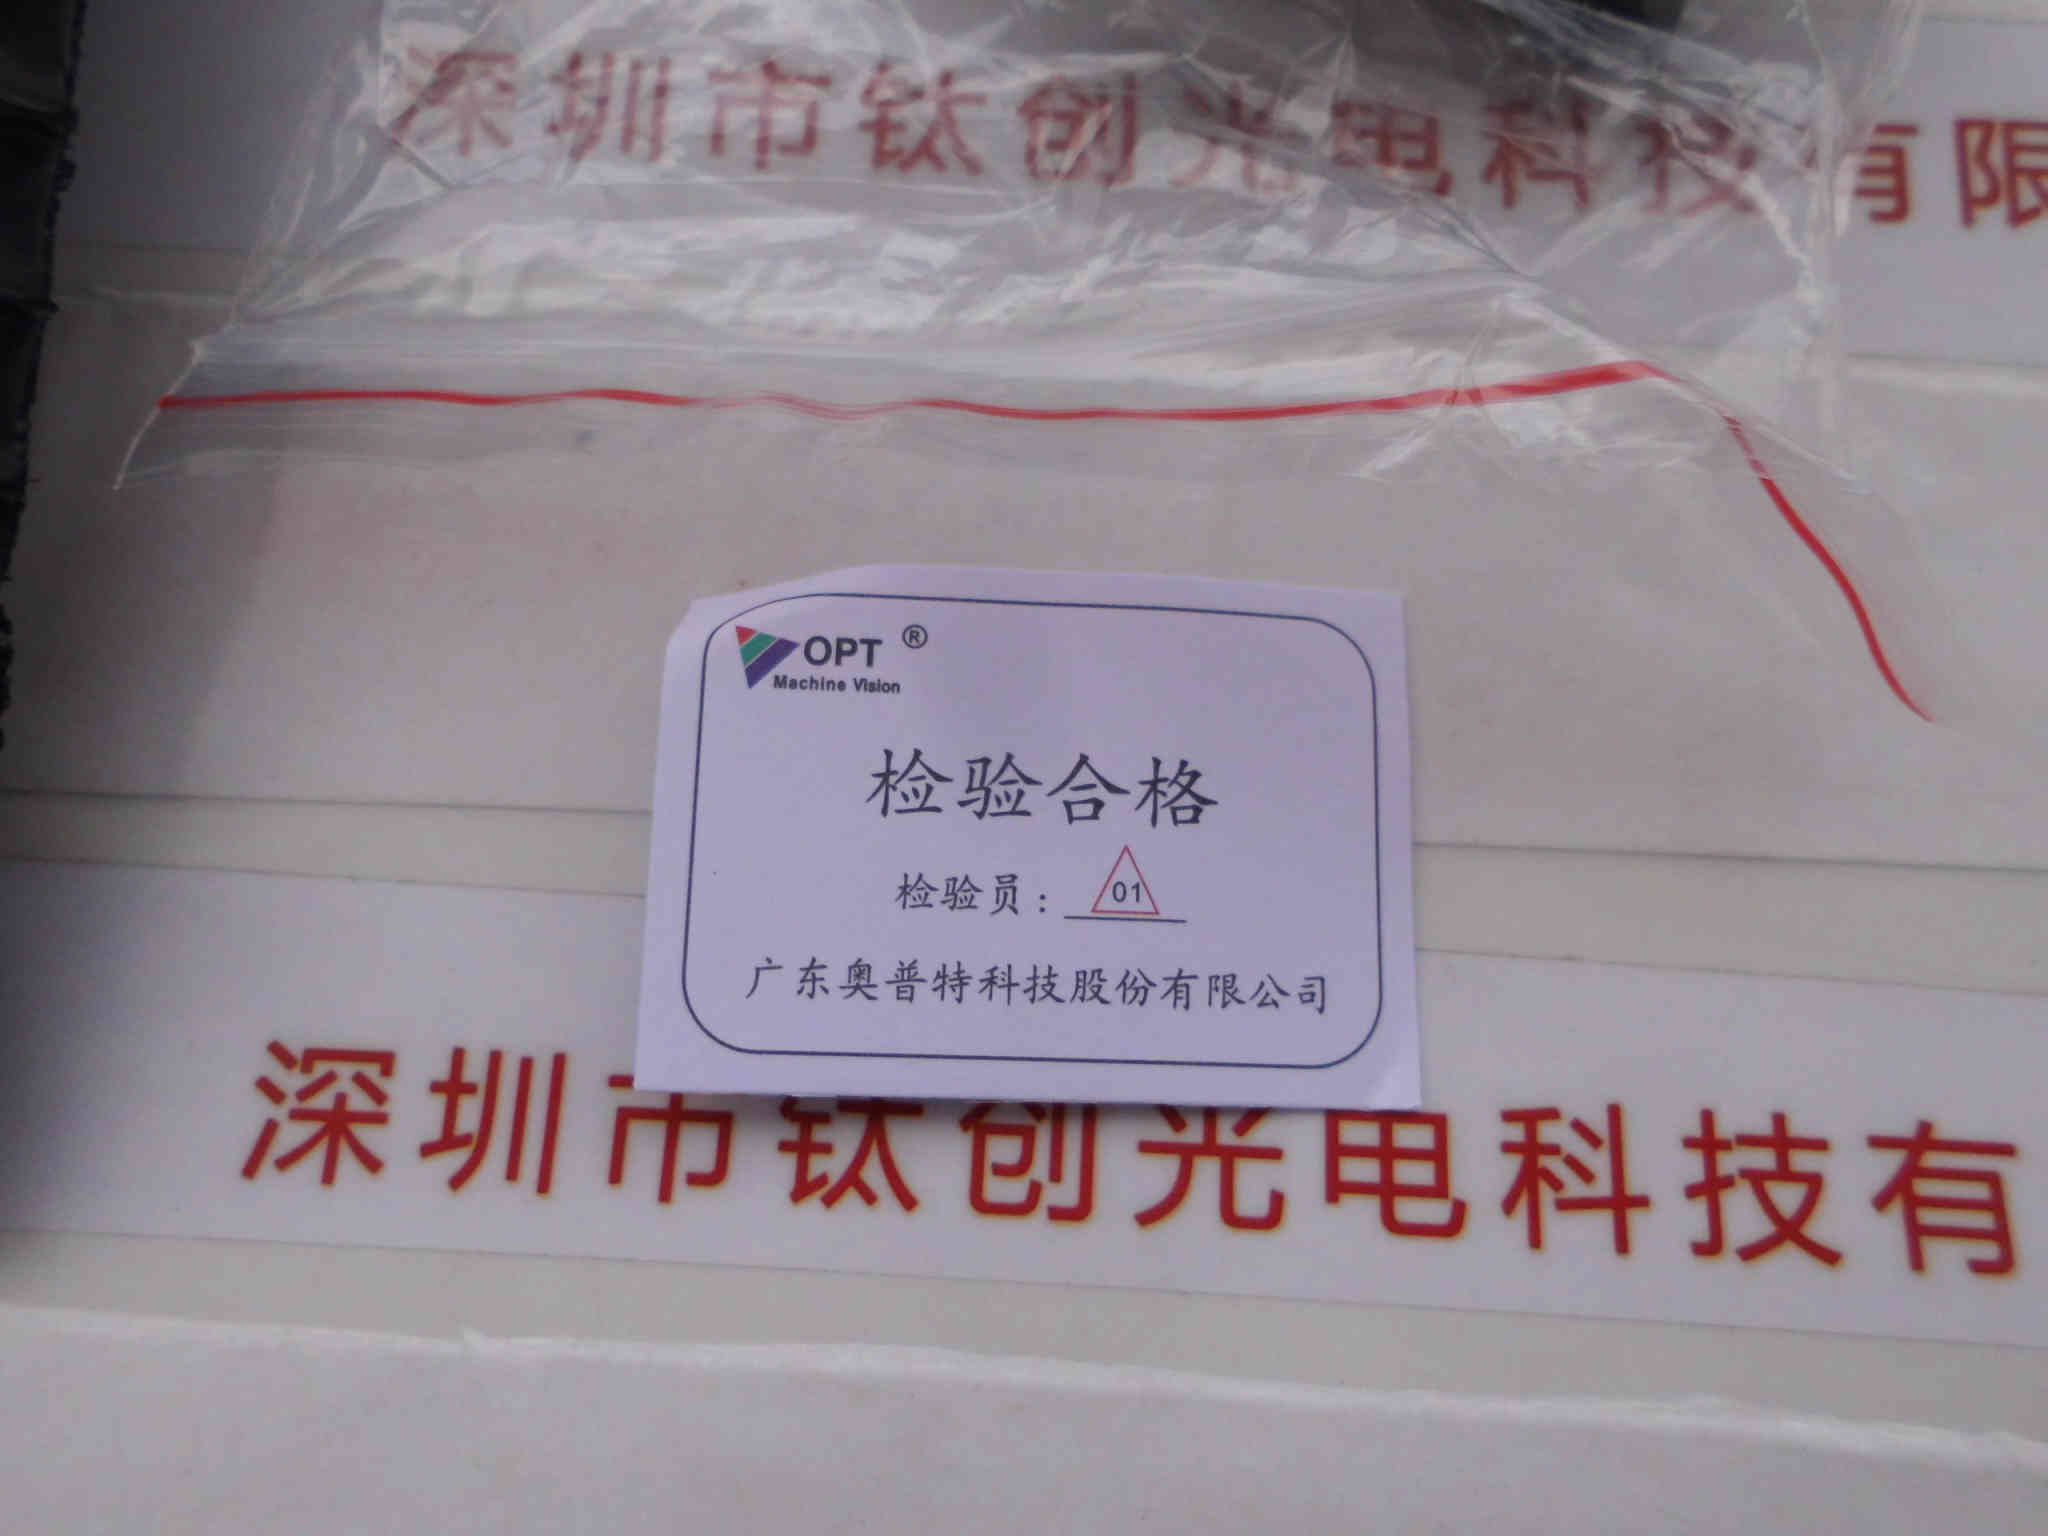 深圳市钛创光电科技有限
OPT ®
Machine Vision
检验合格
检验员：01
广东奥普特科技股份有限公司
深圳市钛创光电科技有